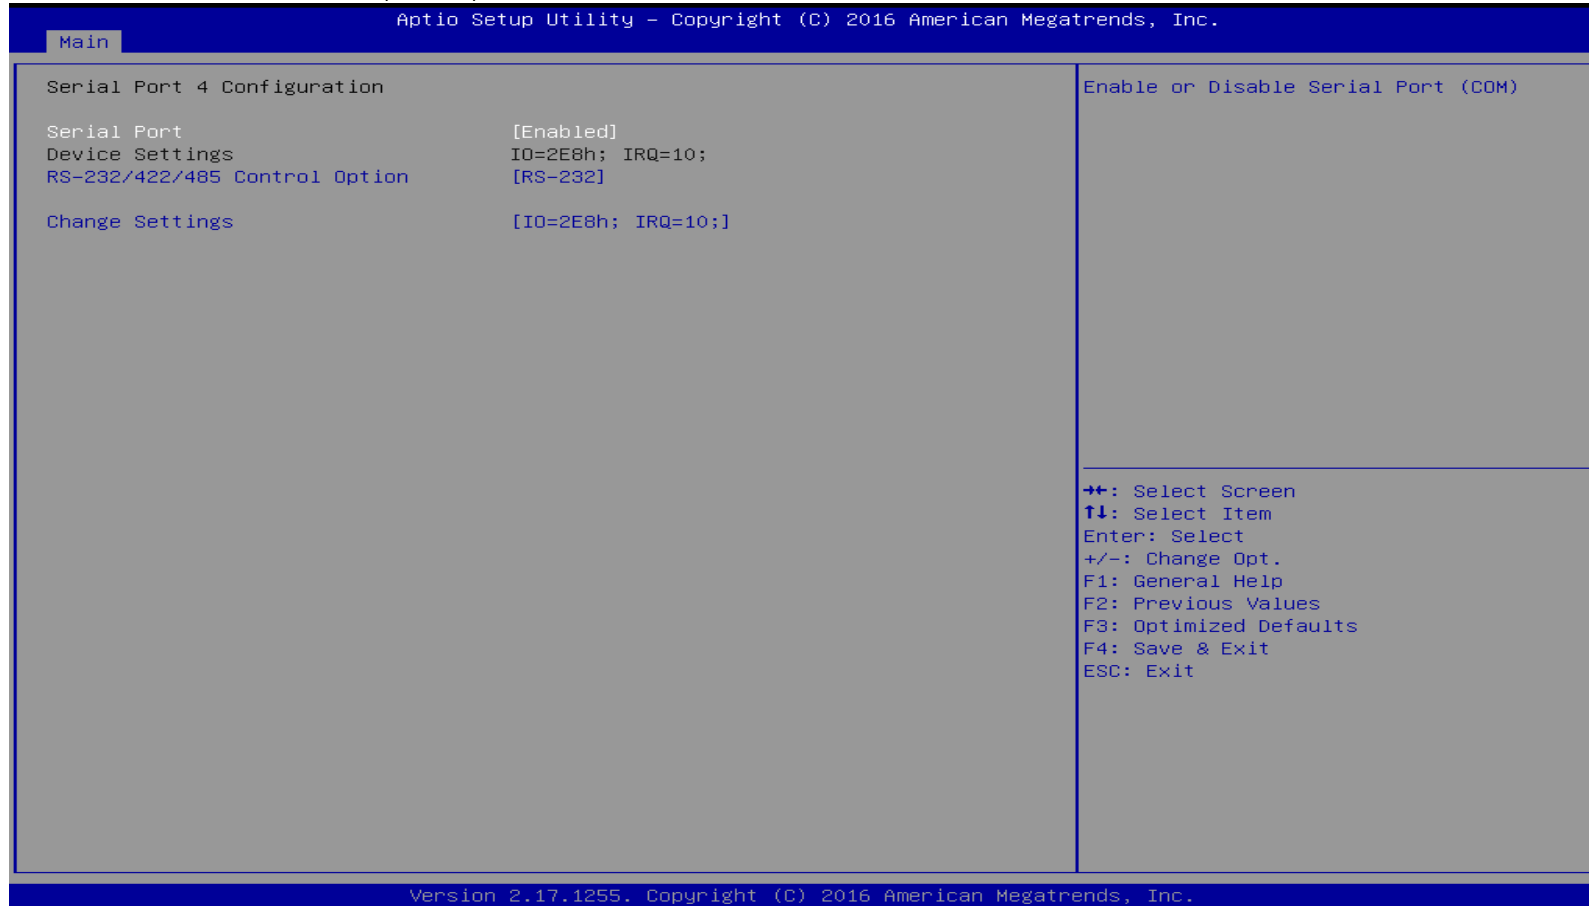 Aptio Setup Utility – Copyright (C) 2016 American Megatrends, Inc.
Main
Serial Port 4 Configuration
Serial Port [Enabled]
Device Settings IO=2E8h; IRQ=10;
RS-232/422/485 Control Option [RS-232]
Change Settings [IO=2E8h; IRQ=10;]
Enable or Disable Serial Port (COM)
→←: Select Screen
↑↓: Select Item
Enter: Select
+/-: Change Opt.
F1: General Help
F2: Previous Values
F3: Optimized Defaults
F4: Save & Exit
ESC: Exit
Version 2.17.1255. Copyright (C) 2016 American Megatrends, Inc.